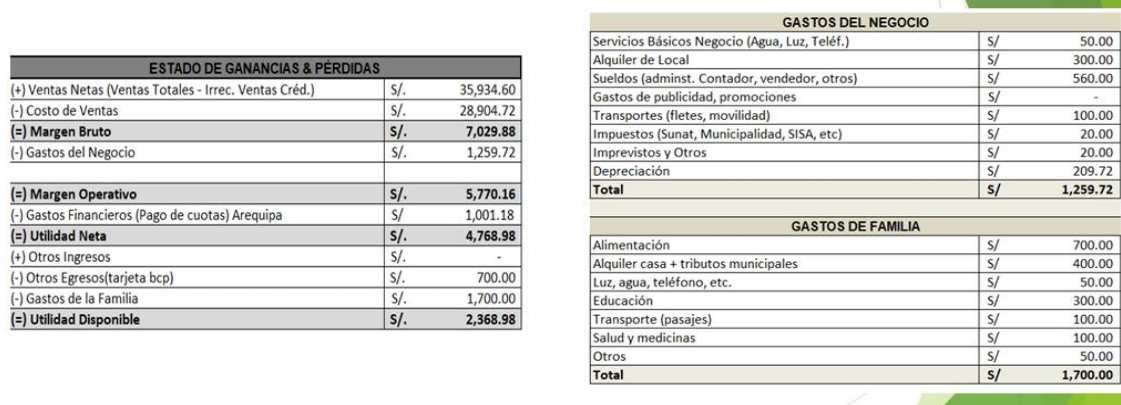 ESTADO DE GANANCIAS & PÉRDIDAS
(+) Ventas Netas (Ventas Totales - Irrec. Ventas Créd.) S/. 35,934.60
(-) Costo de Ventas S/. 28,904.72
(=) Margen Bruto S/. 7,029.88
(-) Gastos del Negocio S/. 1,259.72
(=) Margen Operativo S/. 5,770.16
(-) Gastos Financieros (Pago de cuotas) Arequipa S/ 1,001.18
(=) Utilidad Neta S/. 4,768.98
(+) Otros Ingresos S/. -
(-) Otros Egresos(tarjeta bcp) S/. 700.00
(-) Gastos de la Familia S/. 1,700.00
(=) Utilidad Disponible S/. 2,368.98
GASTOS DEL NEGOCIO
Servicios Básicos Negocio (Agua, Luz, Teléf.) S/ 50.00
Alquiler de Local S/ 300.00
Sueldos (adminst. Contador, vendedor, otros) S/ 560.00
Gastos de publicidad, promociones S/ -
Transportes (fletes, movilidad) S/ 100.00
Impuestos (Sunat, Municipalidad, SISA, etc) S/ 20.00
Imprevistos y Otros S/ 20.00
Depreciación S/ 209.72
Total S/ 1,259.72
GASTOS DE FAMILIA
Alimentación S/ 700.00
Alquiler casa + tributos municipales S/ 400.00
Luz, agua, teléfono, etc. S/ 50.00
Educación S/ 300.00
Transporte (pasajes) S/ 100.00
Salud y medicinas S/ 100.00
Otros S/ 50.00
Total S/ 1,700.00